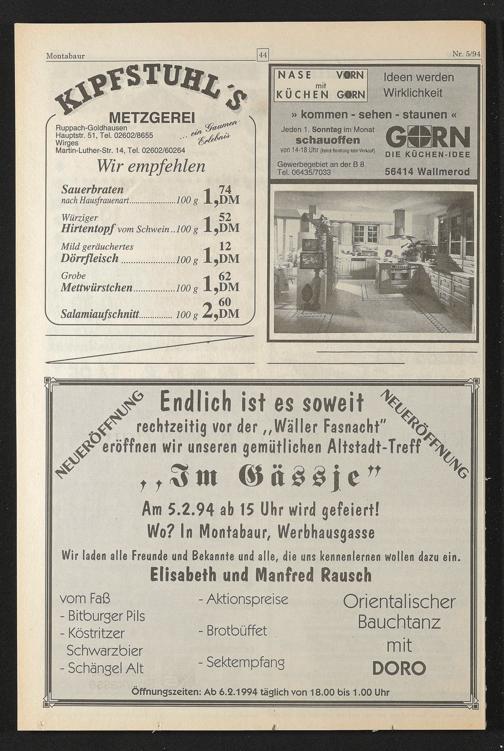 Montabaur
44
Nr. 5/94
KIPFSTUHL´S
METZGEREI
Ruppach-Goldhausen
Hauptstr. 51, Tel. 02602/8655
Wirges
Martin-Luther-Str. 14, Tel. 02602/60264
... ein Gaumen-
Erlebnis
Wir empfehlen
Sauerbraten
nach Hausfrauenart...............100 g 1,74 DM
Würziger
Hirtentopf vom Schwein..100 g 1,52 DM
Mild geräuchertes
Dörrfleisch ..................100 g 1,12 DM
Grobe
Mettwürstchen..............100 g 1,62 DM
Salamiaufschnitt............100 g 2,60 DM
NASE VORN
mit
KÜCHEN GORN
Ideen werden
Wirklichkeit
» kommen - sehen - staunen «
Jeden 1. Sonntag im Monat
schauoffen
von 14-18 Uhr (keine Beratung kein Verkauf)
Gewerbegebiet an der B 8
Tel. 06435/7033
GORN
DIE KÜCHEN-IDEE
56414 Wallmerod
NEUERÖFFNUNG
NEUERÖFFNUNG
Endlich ist es soweit
rechtzeitig vor der ,,Wäller Fasnacht”
eröffnen wir unseren gemütlichen Altstadt-Treff
,,Im Gässje”
Am 5.2.94 ab 15 Uhr wird gefeiert!
Wo? In Montabaur, Werbhausgasse
Wir laden alle Freunde und Bekannte und alle, die uns kennenlernen wollen dazu ein.
Elisabeth und Manfred Rausch
vom Faß
- Bitburger Pils
- Köstritzer
Schwarzbier
- Schängel Alt
- Aktionspreise
- Brotbüffet
- Sektempfang
Orientalischer
Bauchtanz
mit
DORO
Öffnungszeiten: Ab 6.2.1994 täglich von 18.00 bis 1.00 Uhr